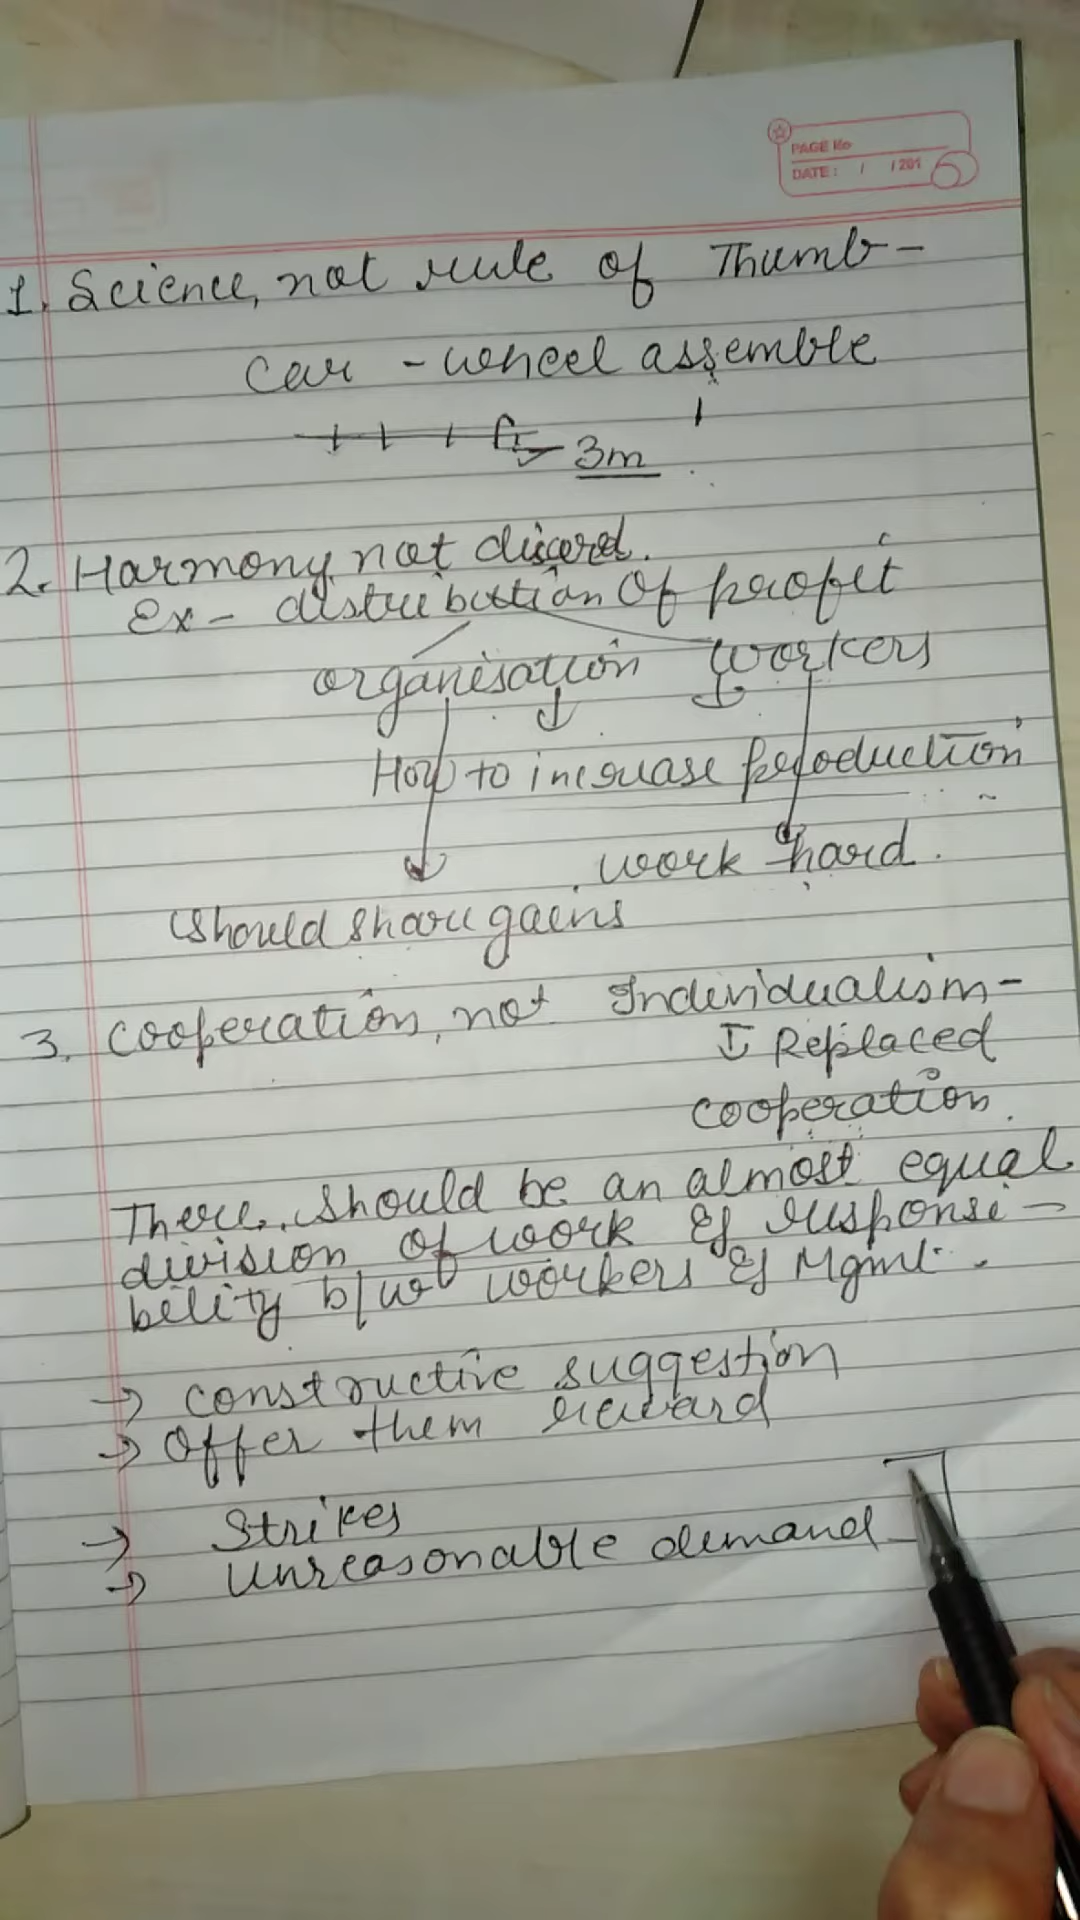 PAGE No
DATE: / /201
1. Science, not rule of Thumb -
Car - wheel assemble
3m
2. Harmony, not discord.
Ex - distribution of profit
organisation workers
How to increase production
work hard.
should share gains
3. Cooperation, not Individualism -
Replaced
cooperation.
There should be an almost equal
division of work & responsi -
bility b/w workers & Mgmt.
→ constructive suggestion
→ Offer them reward
→ Strikes
→ Unreasonable demand